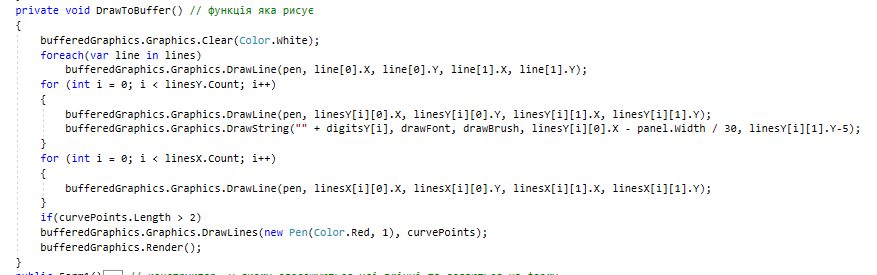 private void DrawToBuffer() // функція яка рисує
{
bufferedGraphics.Graphics.Clear(Color.White);
foreach(var line in lines)
bufferedGraphics.Graphics.DrawLine(pen, line[0].X, line[0].Y, line[1].X, line[1].Y);
for (int i = 0; i < linesY.Count; i++)
{
bufferedGraphics.Graphics.DrawLine(pen, linesY[i][0].X, linesY[i][0].Y, linesY[i][1].X, linesY[i][1].Y);
bufferedGraphics.Graphics.DrawString("" + digitsY[i], drawFont, drawBrush, linesY[i][0].X - panel.Width / 30, linesY[i][1].Y-5);
}
for (int i = 0; i < linesX.Count; i++)
{
bufferedGraphics.Graphics.DrawLine(pen, linesX[i][0].X, linesX[i][0].Y, linesX[i][1].X, linesX[i][1].Y);
}
if(curvePoints.Length > 2)
bufferedGraphics.Graphics.DrawLines(new Pen(Color.Red, 1), curvePoints);
bufferedGraphics.Render();
}